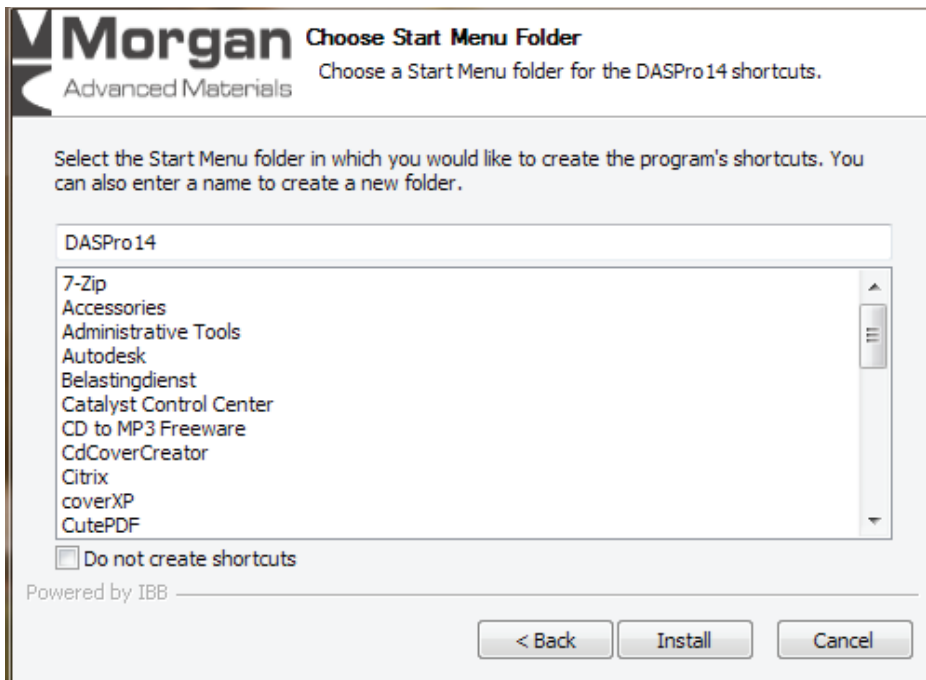 Morgan
Advanced Materials
Choose Start Menu Folder
Choose a Start Menu folder for the DASPro14 shortcuts.
Select the Start Menu folder in which you would like to create the program's shortcuts. You
can also enter a name to create a new folder.
DASPro14
7-Zip
Accessories
Administrative Tools
Autodesk
Belastingdienst
Catalyst Control Center
CD to MP3 Freeware
CdCoverCreator
Citrix
coverXP
CutePDF
Do not create shortcuts
Powered by IBB
< Back
Install
Cancel